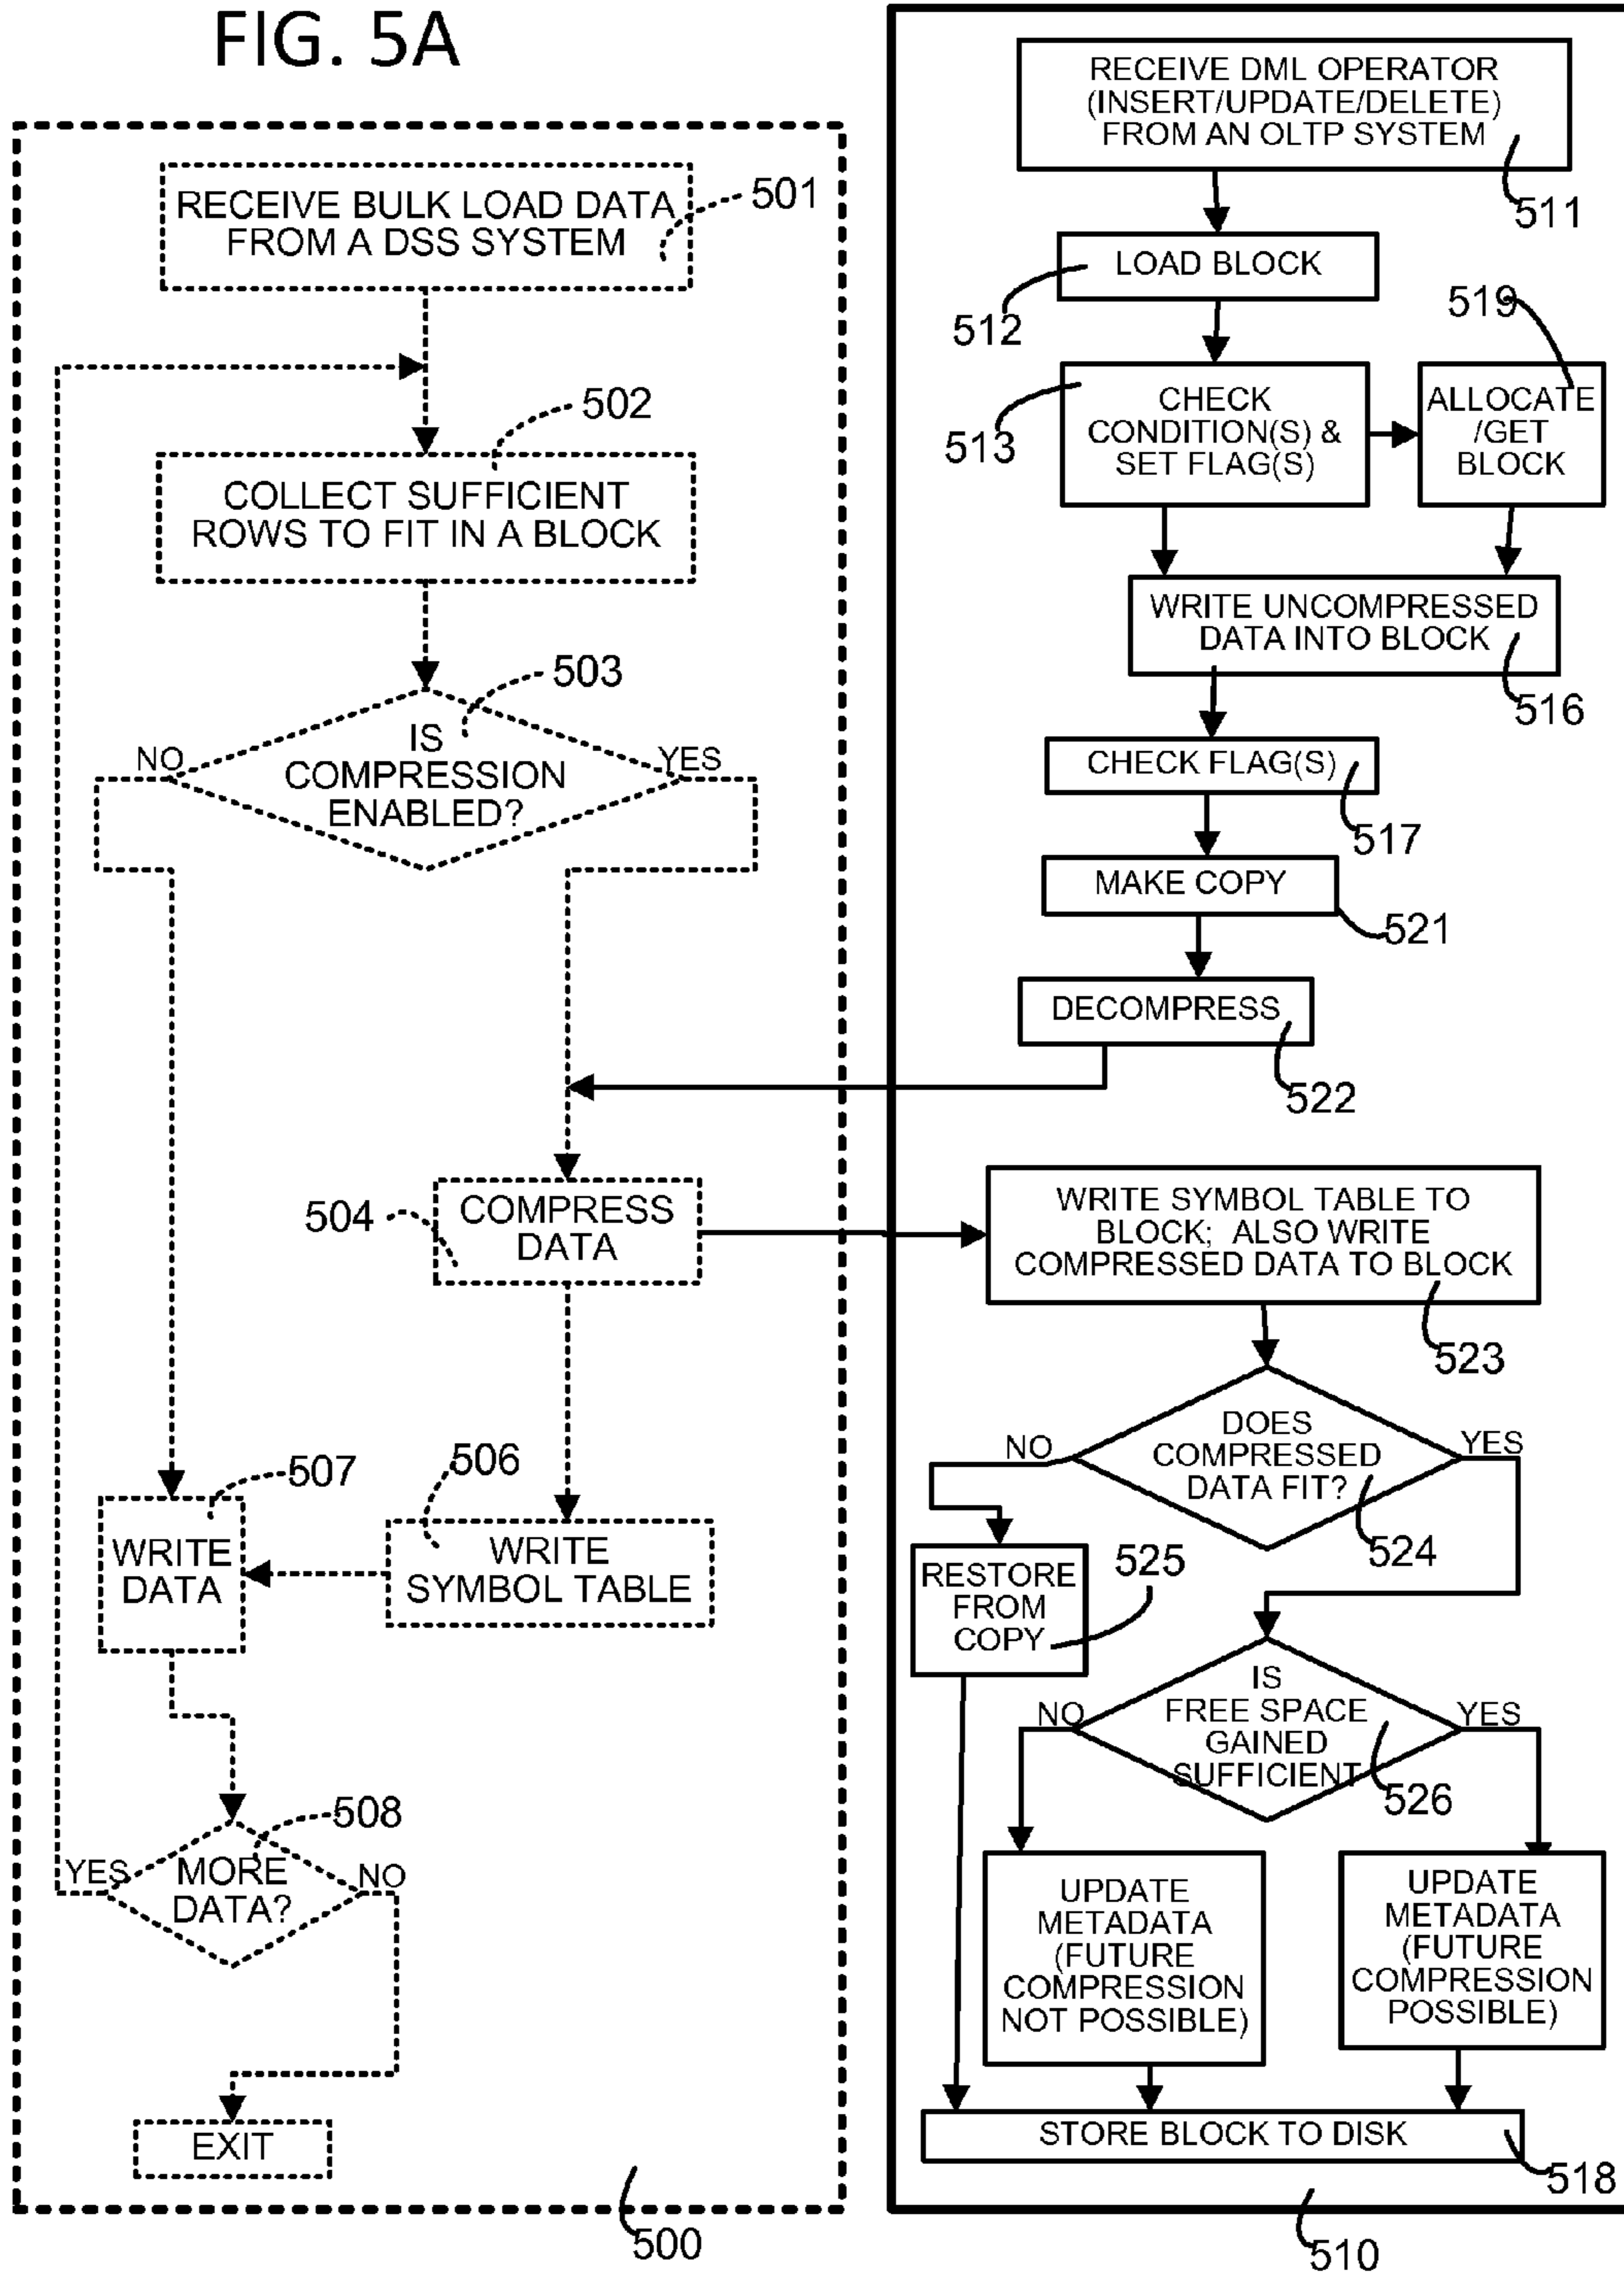 FIG. 5A
RECEIVE BULK LOAD DATA
FROM A DSS SYSTEM
501
502
COLLECT SUFFICIENT
ROWS TO FIT IN A BLOCK
503
IS
COMPRESSION
ENABLED?
NO
YES
504
COMPRESS
DATA
507
506
WRITE
DATA
WRITE
SYMBOL TABLE
508
YES
MORE
DATA?
NO
EXIT
500
RECEIVE DML OPERATOR
(INSERT/UPDATE/DELETE)
FROM AN OLTP SYSTEM
511
LOAD BLOCK
512
519
513
CHECK
CONDITION(S) &
SET FLAG(S)
ALLOCATE
/GET
BLOCK
WRITE UNCOMPRESSED
DATA INTO BLOCK
516
CHECK FLAG(S)
517
MAKE COPY
521
DECOMPRESS
522
WRITE SYMBOL TABLE TO
BLOCK; ALSO WRITE
COMPRESSED DATA TO BLOCK
523
NO
DOES
COMPRESSED
DATA FIT?
YES
524
RESTORE
FROM
COPY
525
NO
IS
FREE SPACE
GAINED
SUFFICIENT
YES
526
UPDATE
METADATA
(FUTURE
COMPRESSION
NOT POSSIBLE)
UPDATE
METADATA
(FUTURE
COMPRESSION
POSSIBLE)
STORE BLOCK TO DISK
518
510